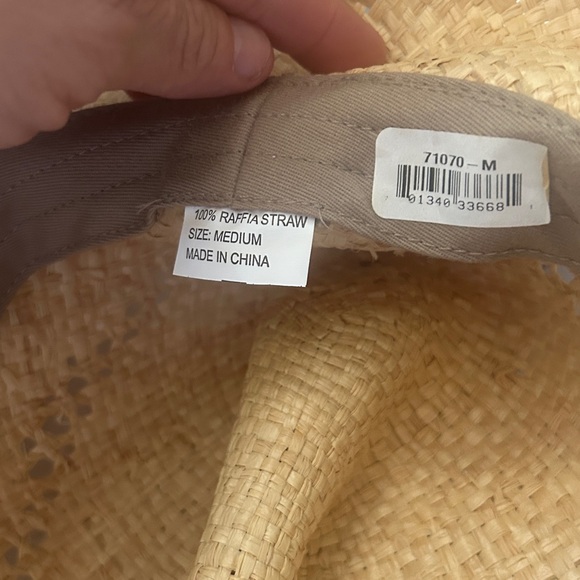 71070-M
01340 33668
100% RAFFIA STRAW
SIZE: MEDIUM
MADE IN CHINA